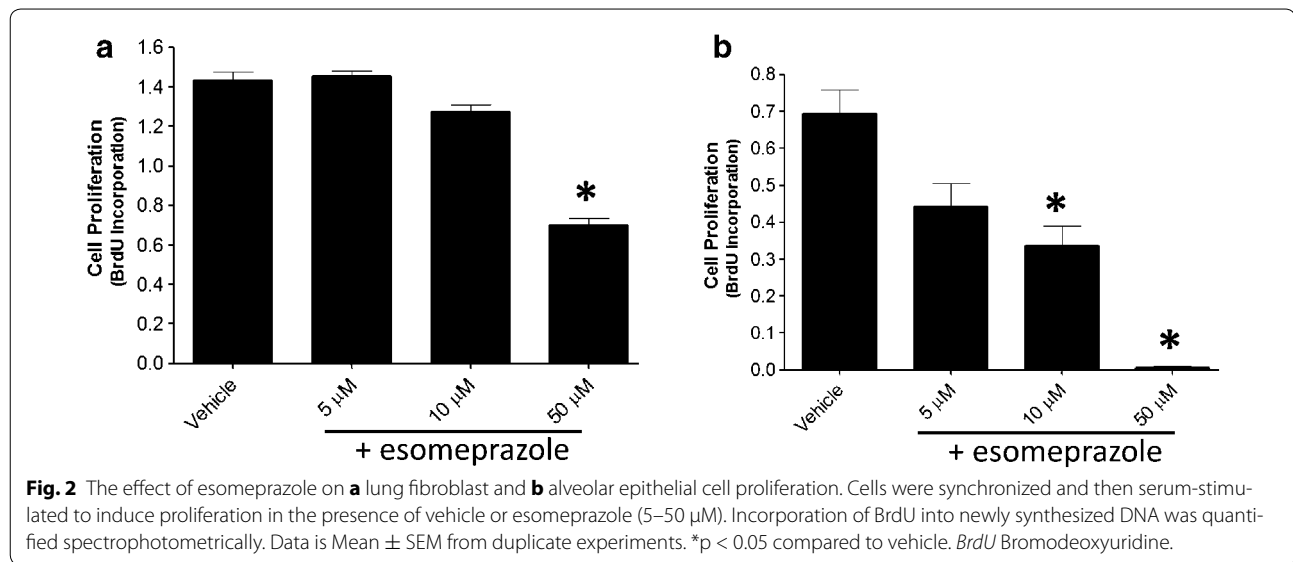 a
1.6
1.4
1.2
1.0
0.8
0.6
0.4
0.2
0.0
Cell Proliferation
(BrdU Incorporation)
*
Vehicle
5 µM
10 µM
50 µM
+ esomeprazole
b
0.8
0.7
0.6
0.5
0.4
0.3
0.2
0.1
0.0
Cell Proliferation
(BrdU Incorporation)
*
*
Vehicle
5 µM
10 µM
50 µM
+ esomeprazole
Fig. 2 The effect of esomeprazole on a lung fibroblast and b alveolar epithelial cell proliferation. Cells were synchronized and then serum-stimu-
lated to induce proliferation in the presence of vehicle or esomeprazole (5–50 µM). Incorporation of BrdU into newly synthesized DNA was quanti-
fied spectrophotometrically. Data is Mean ± SEM from duplicate experiments. *p < 0.05 compared to vehicle. BrdU Bromodeoxyuridine.